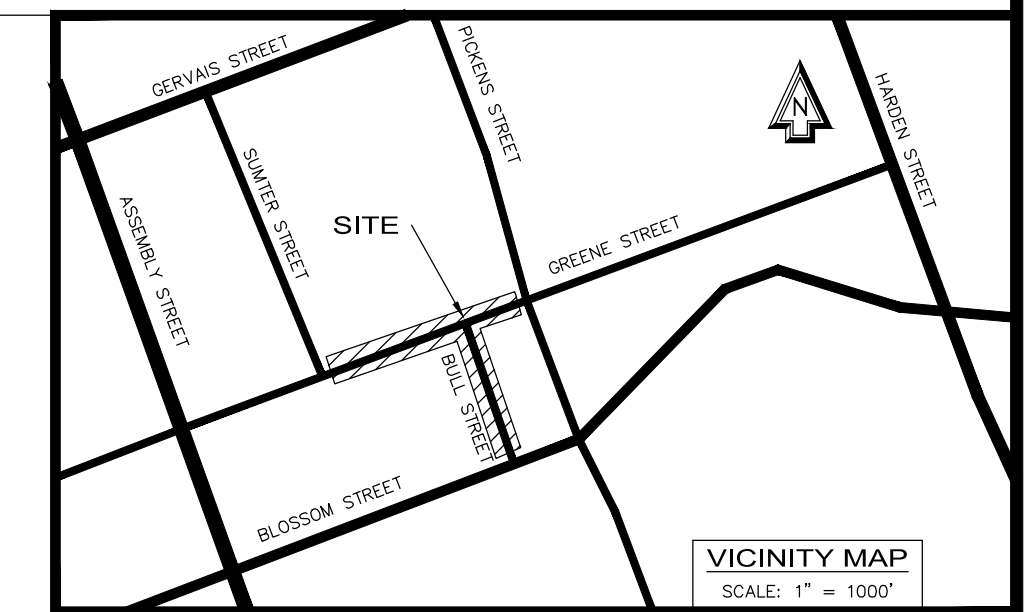 GERVAIS STREET
PICKENS STREET
HARDEN STREET
N
SUMTER STREET
ASSEMBLY STREET
SITE
GREENE STREET
BULL STREET
BLOSSOM STREET
VICINITY MAP
SCALE: 1" = 1000'